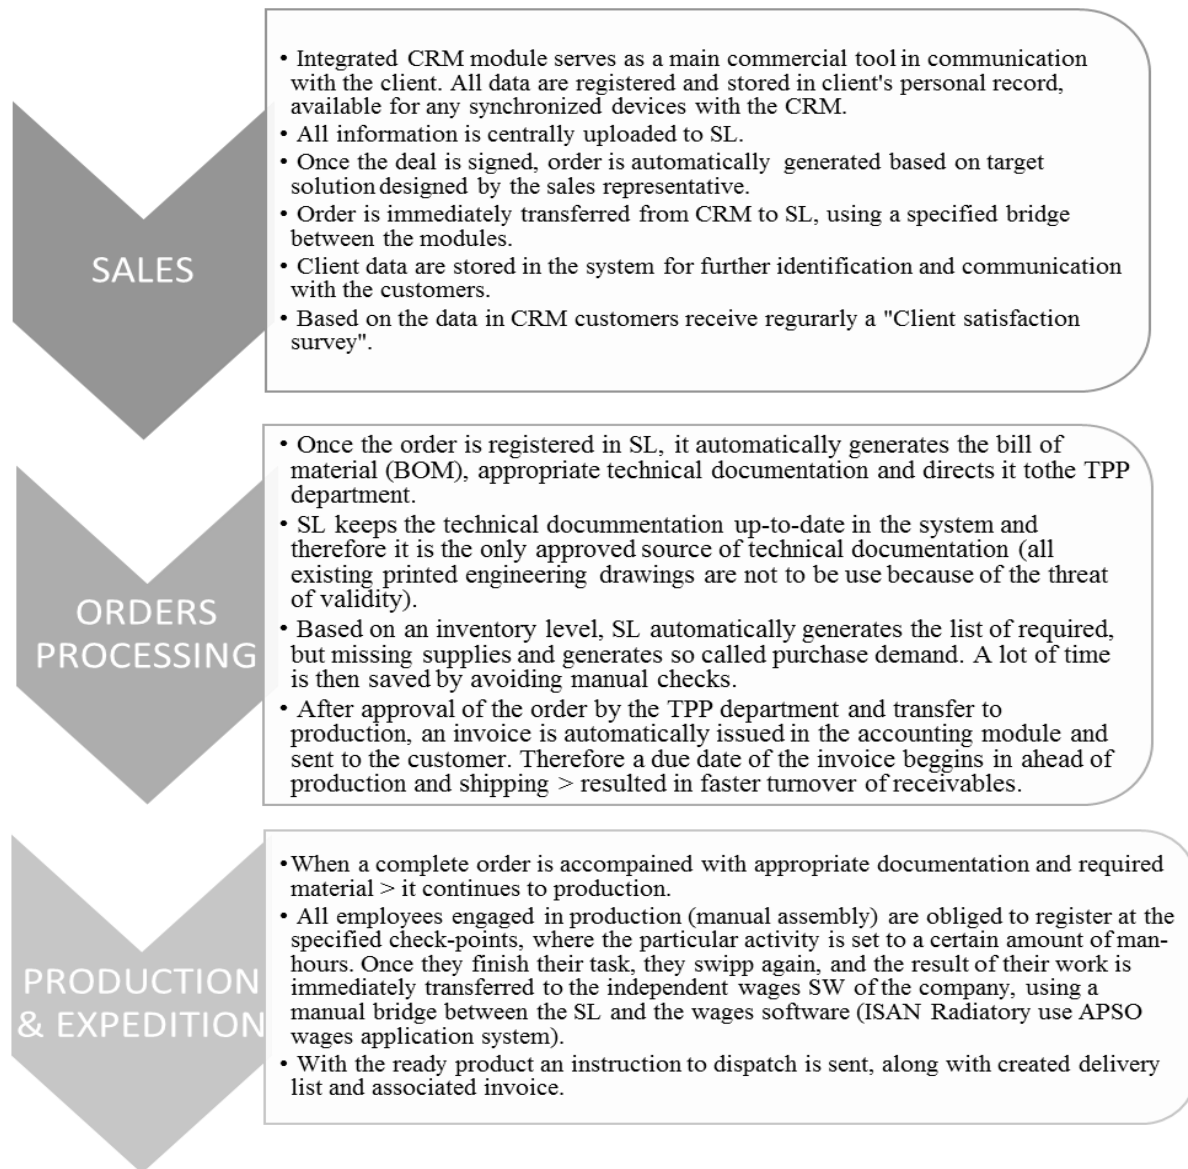 SALES
• Integrated CRM module serves as a main commercial tool in communication
with the client. All data are registered and stored in client's personal record,
available for any synchronized devices with the CRM.
• All information is centrally uploaded to SL.
• Once the deal is signed, order is automatically generated based on target
solution designed by the sales representative.
• Order is immediately transferred from CRM to SL, using a specified bridge
between the modules.
• Client data are stored in the system for further identification and communication
with the customers.
• Based on the data in CRM customers receive regurarly a "Client satisfaction
survey".
ORDERS
PROCESSING
• Once the order is registered in SL, it automatically generates the bill of
material (BOM), appropriate technical documentation and directs it tothe TPP
department.
• SL keeps the technical docummentation up-to-date in the system and
therefore it is the only approved source of technical documentation (all
existing printed engineering drawings are not to be use because of the threat
of validity).
• Based on an inventory level, SL automatically generates the list of required,
but missing supplies and generates so called purchase demand. A lot of time
is then saved by avoiding manual checks.
• After approval of the order by the TPP department and transfer to
production, an invoice is automatically issued in the accounting module and
sent to the customer. Therefore a due date of the invoice beggins in ahead of
production and shipping > resulted in faster turnover of receivables.
PRODUCTION
& EXPEDITION
• When a complete order is accompained with appropriate documentation and required
material > it continues to production.
• All employees engaged in production (manual assembly) are obliged to register at the
specified check-points, where the particular activity is set to a certain amount of man-
hours. Once they finish their task, they swipp again, and the result of their work is
immediately transferred to the independent wages SW of the company, using a
manual bridge between the SL and the wages software (ISAN Radiatory use APSO
wages application system).
• With the ready product an instruction to dispatch is sent, along with created delivery
list and associated invoice.